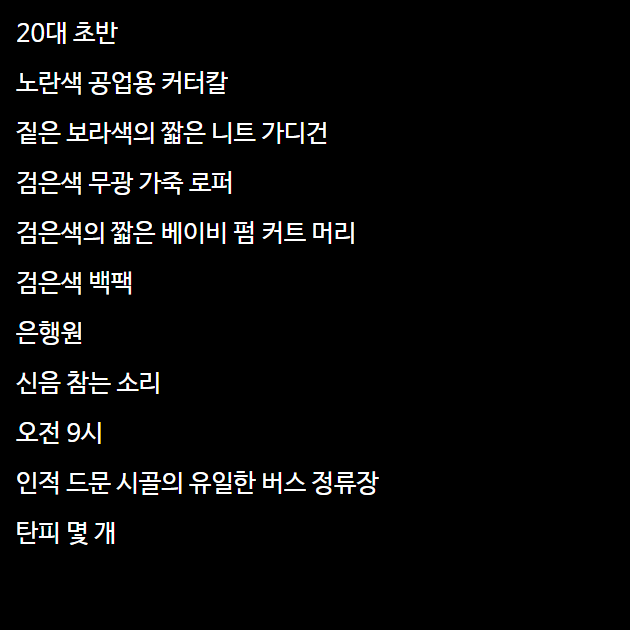 20대 초반
노란색 공업용 커터칼
짙은 보라색의 짧은 니트 가디건
검은색 무광 가죽 로퍼
검은색의 짧은 베이비 펌 커트 머리
검은색 백팩
은행원
신음 참는 소리
오전 9시
인적 드문 시골의 유일한 버스 정류장
탄피 몇 개